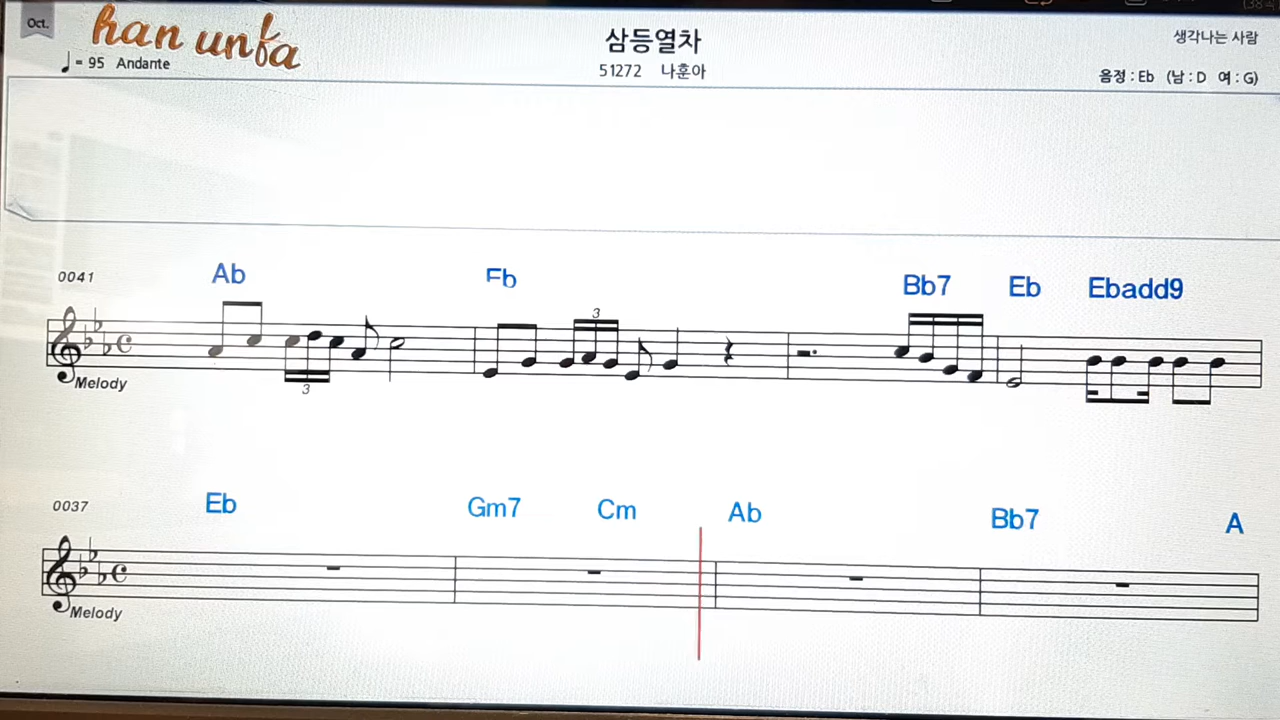 Oct.
han unfa
= 95 Andante
삼등열차
51272 나훈아
생각나는 사람
음정 : Eb (남 : D 여 : G)
0041
Ab Eb Bb7 Eb Ebadd9
3
Melody
3
0037
Eb Gm7 Cm Ab Bb7 A
Melody